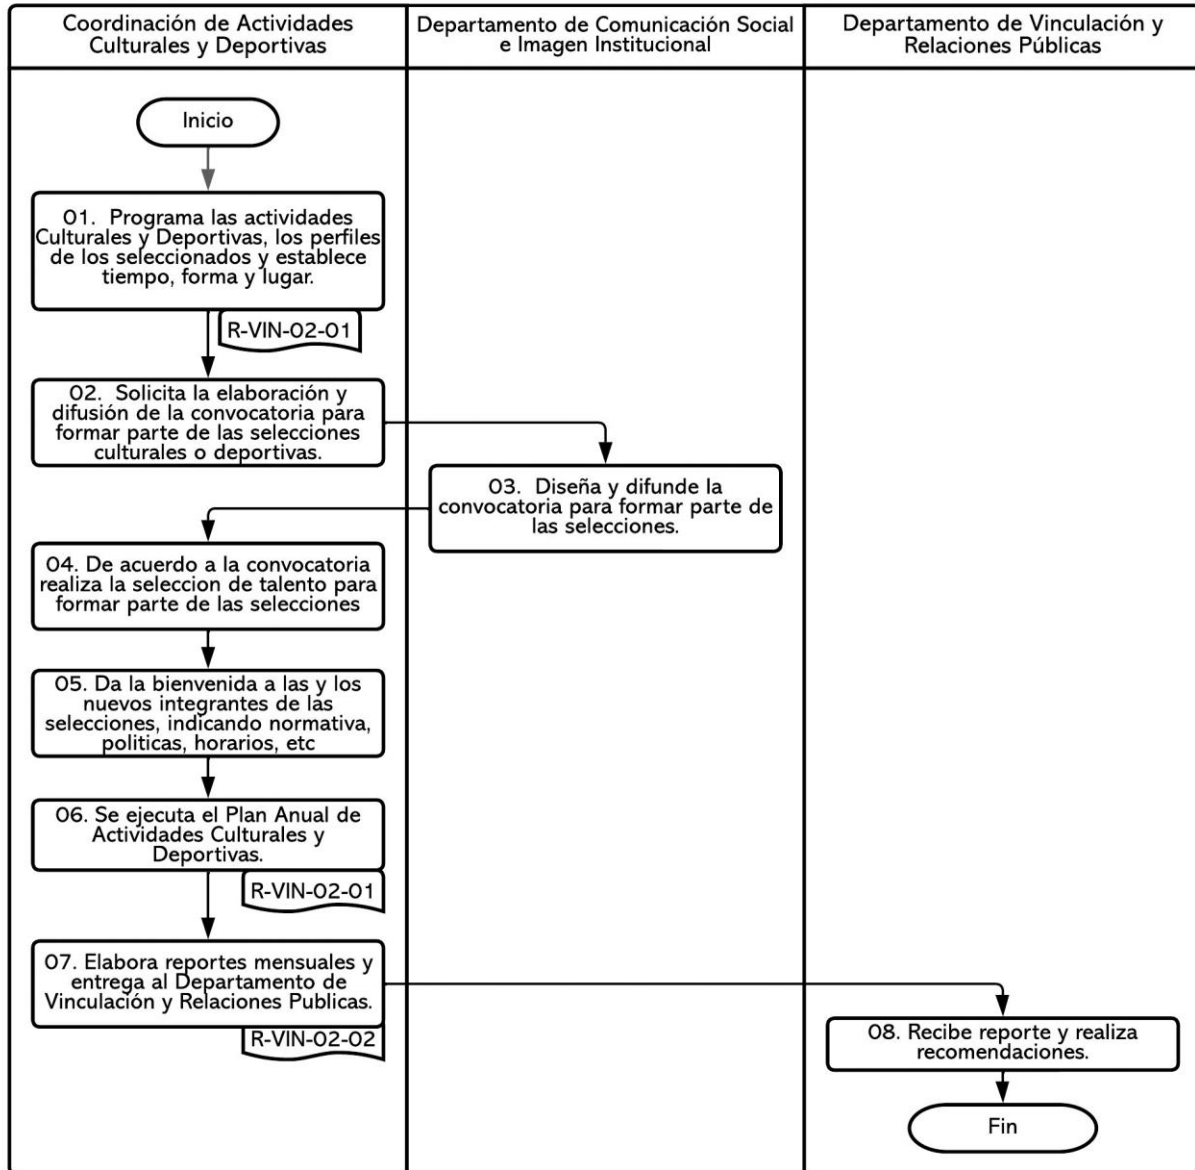 Coordinación de Actividades
Culturales y Deportivas
Departamento de Comunicación Social
e Imagen Institucional
Departamento de Vinculación y
Relaciones Públicas
Inicio
01. Programa las actividades
Culturales y Deportivas, los perfiles
de los seleccionados y establece
tiempo, forma y lugar.
R-VIN-02-01
02. Solicita la elaboración y
difusión de la convocatoria para
formar parte de las selecciones
culturales o deportivas.
03. Diseña y difunde la
convocatoria para formar parte de
las selecciones.
04. De acuerdo a la convocatoria
realiza la seleccion de talento para
formar parte de las selecciones
05. Da la bienvenida a las y los
nuevos integrantes de las
selecciones, indicando normativa,
politicas, horarios, etc
06. Se ejecuta el Plan Anual de
Actividades Culturales y
Deportivas.
R-VIN-02-01
07. Elabora reportes mensuales y
entrega al Departamento de
Vinculación y Relaciones Publicas.
R-VIN-02-02
08. Recibe reporte y realiza
recomendaciones.
Fin